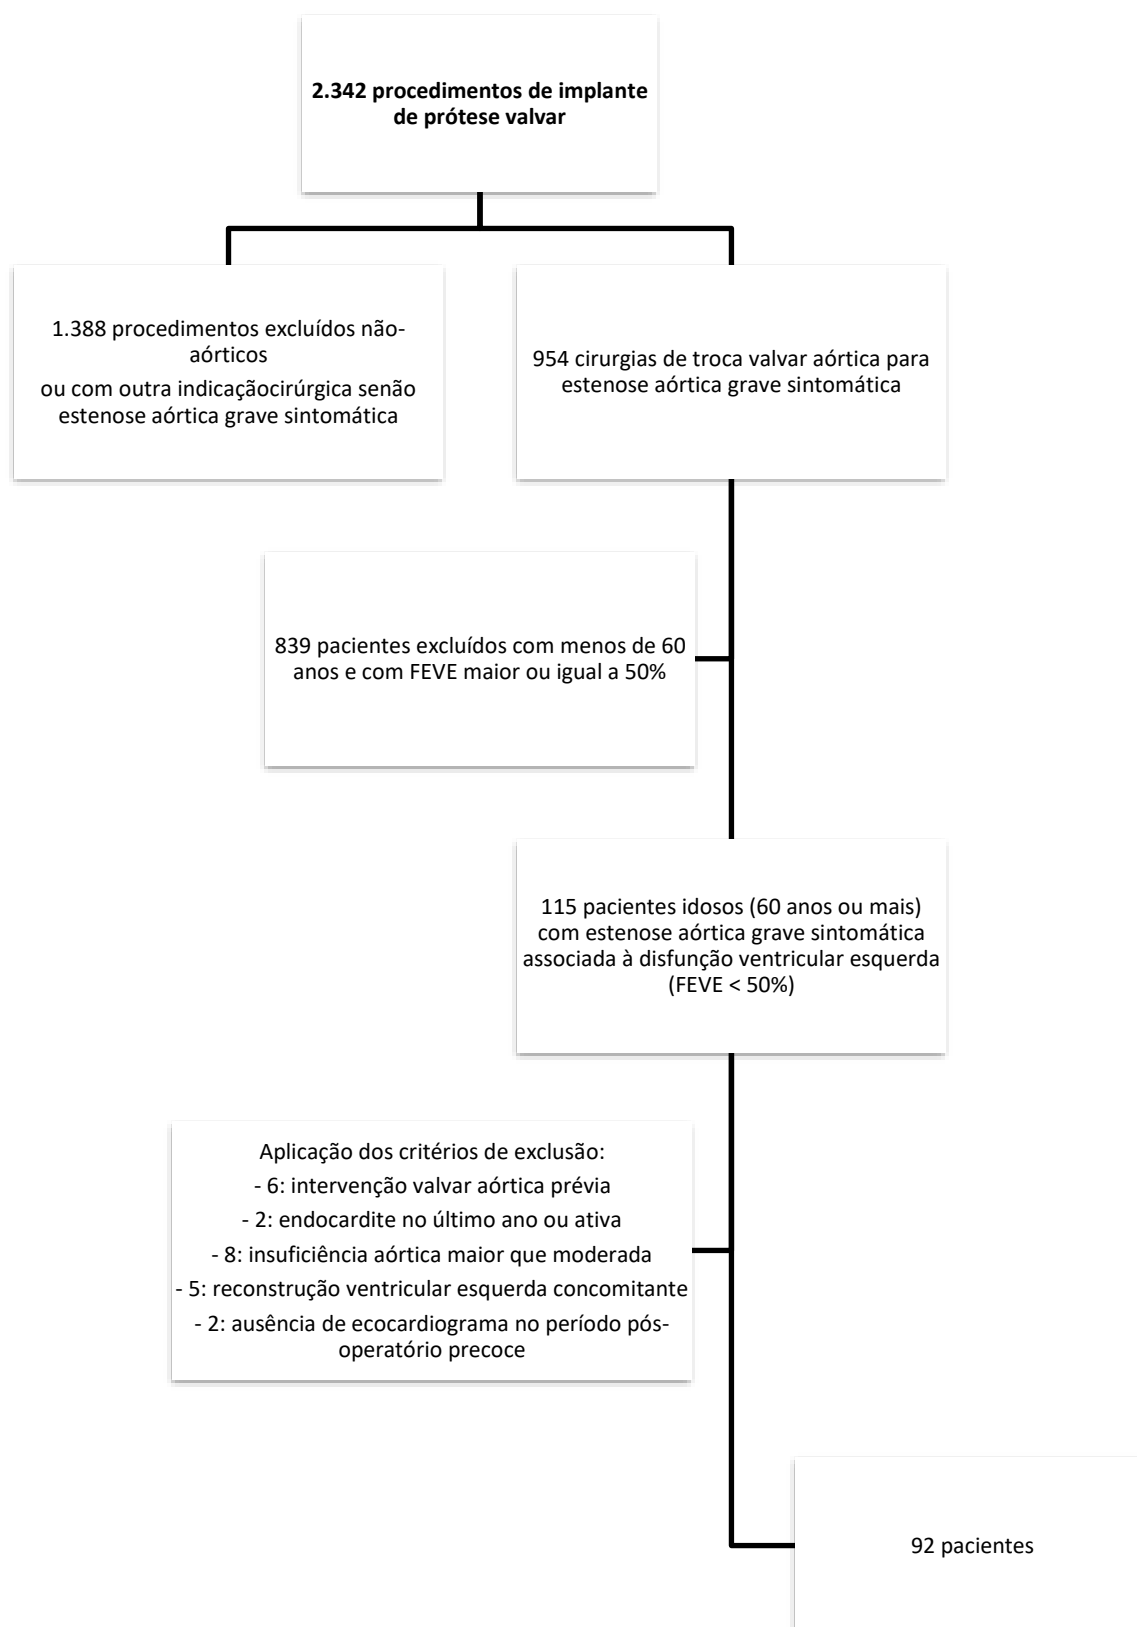 2.342 procedimentos de implante
de prótese valvar
1.388 procedimentos excluídos não-
aórticos
ou com outra indicaçãocirúrgica senão
estenose aórtica grave sintomática
954 cirurgias de troca valvar aórtica para
estenose aórtica grave sintomática
839 pacientes excluídos com menos de 60
anos e com FEVE maior ou igual a 50%
115 pacientes idosos (60 anos ou mais)
com estenose aórtica grave sintomática
associada à disfunção ventricular esquerda
(FEVE < 50%)
Aplicação dos critérios de exclusão:
- 6: intervenção valvar aórtica prévia
- 2: endocardite no último ano ou ativa
- 8: insuficiência aórtica maior que moderada
- 5: reconstrução ventricular esquerda concomitante
- 2: ausência de ecocardiograma no período pós-
operatório precoce
92 pacientes